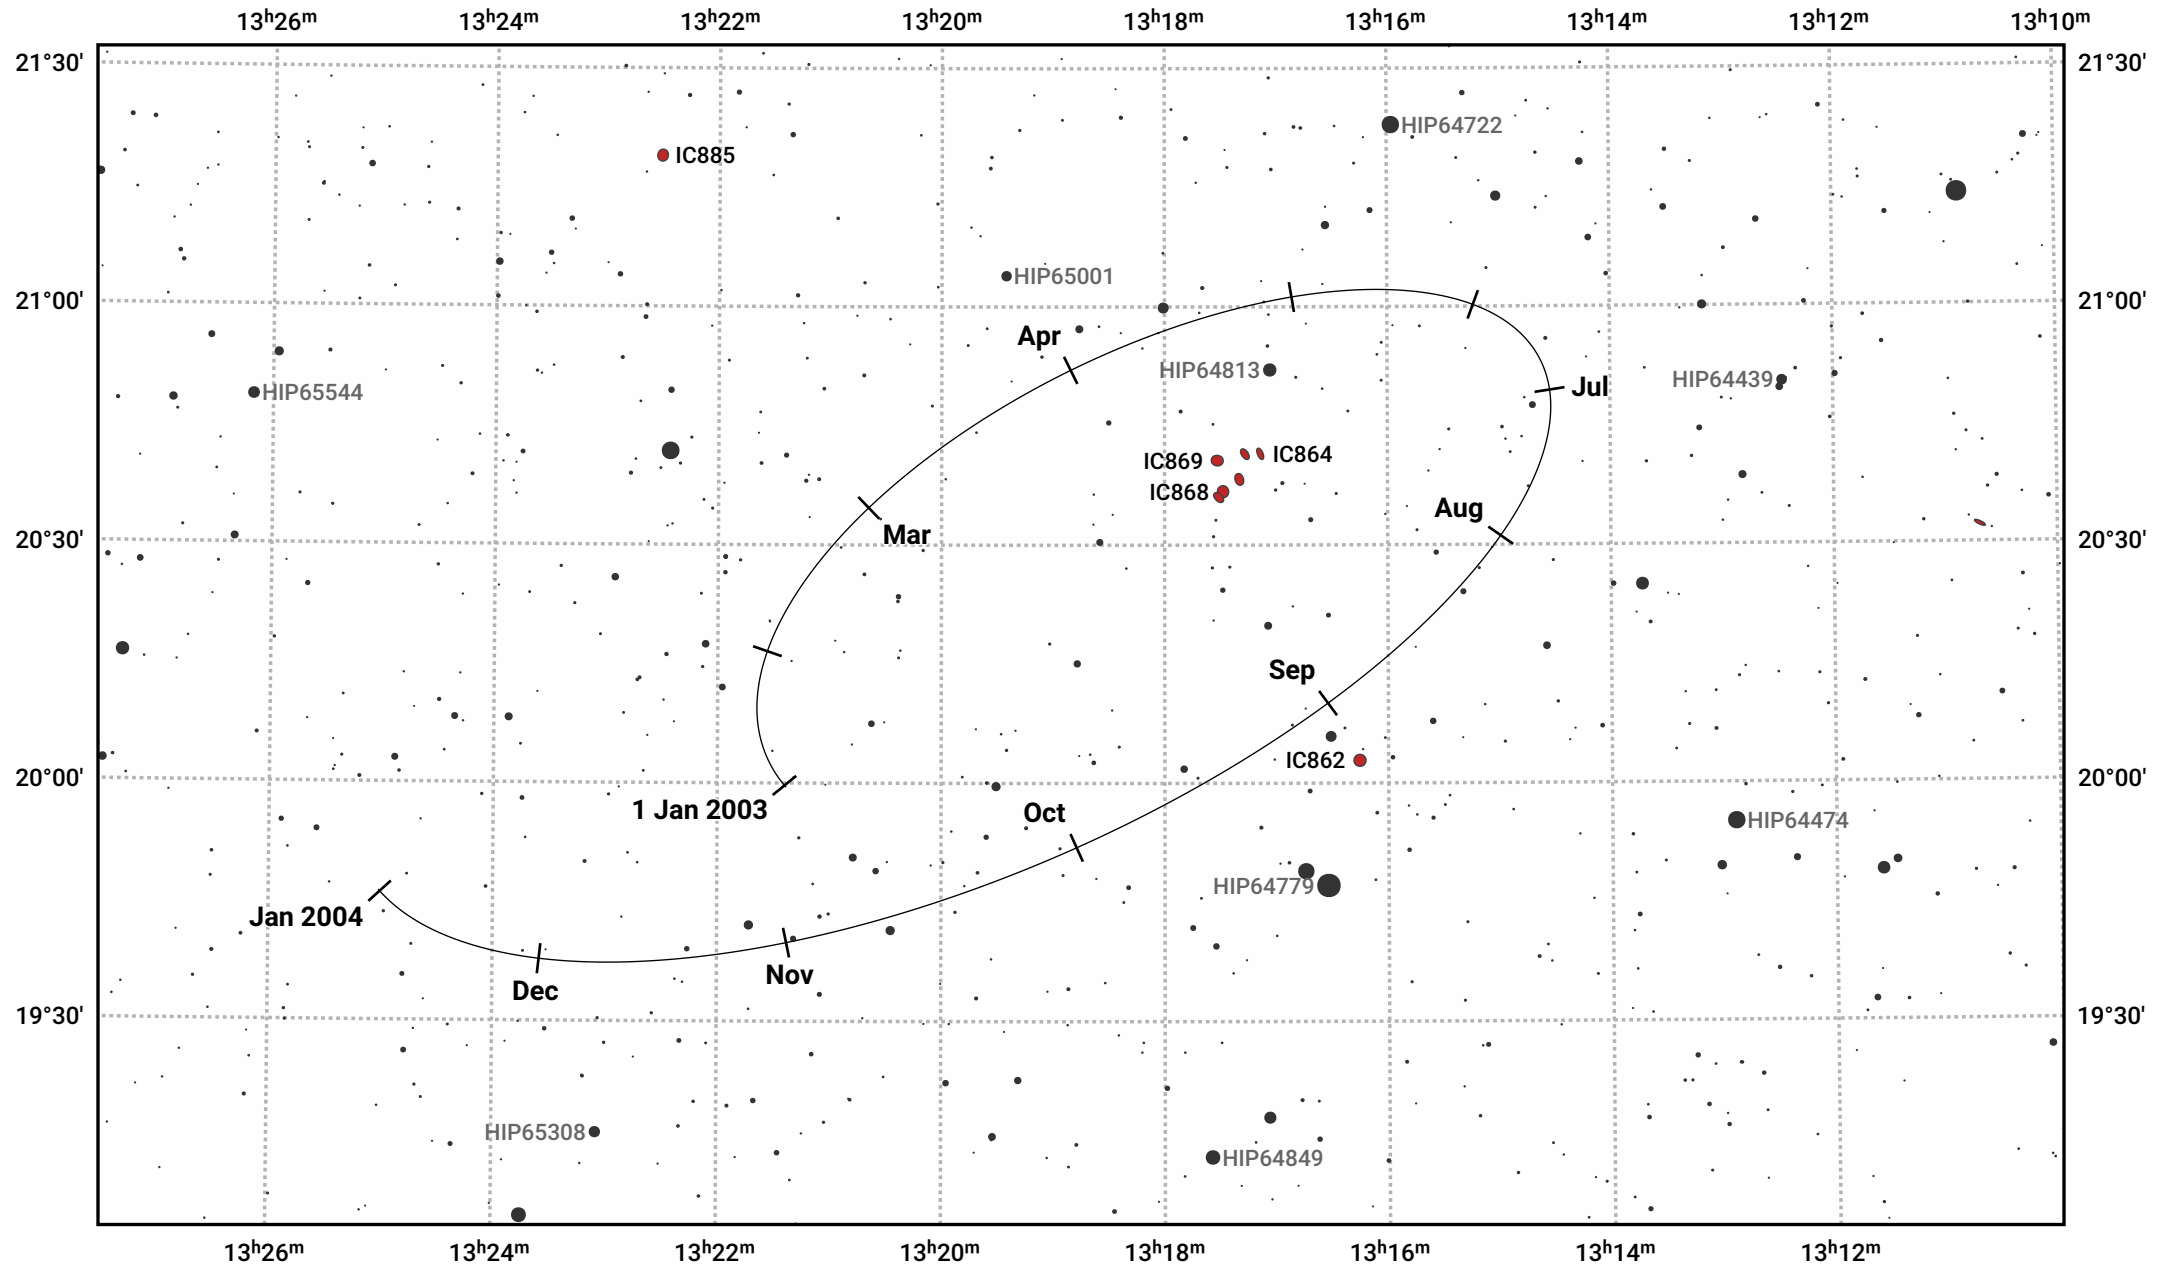 13ʰ26ᵐ 13ʰ24ᵐ 13ʰ22ᵐ 13ʰ20ᵐ 13ʰ18ᵐ 13ʰ16ᵐ 13ʰ14ᵐ 13ʰ12ᵐ 13ʰ10ᵐ
21°30' 21°30'
HIP64722
IC885
HIP65001
21°00' 21°00'
Apr
HIP64813
HIP64439
Jul
HIP65544
IC864
IC869
IC868
Aug
Mar
20°30' 20°30'
Sep
IC862
20°00' 20°00'
1 Jan 2003
Oct
HIP64474
HIP64779
Jan 2004
Nov
Dec
19°30' 19°30'
HIP65308
HIP64849
13ʰ26ᵐ 13ʰ24ᵐ 13ʰ22ᵐ 13ʰ20ᵐ 13ʰ18ᵐ 13ʰ16ᵐ 13ʰ14ᵐ 13ʰ12ᵐ